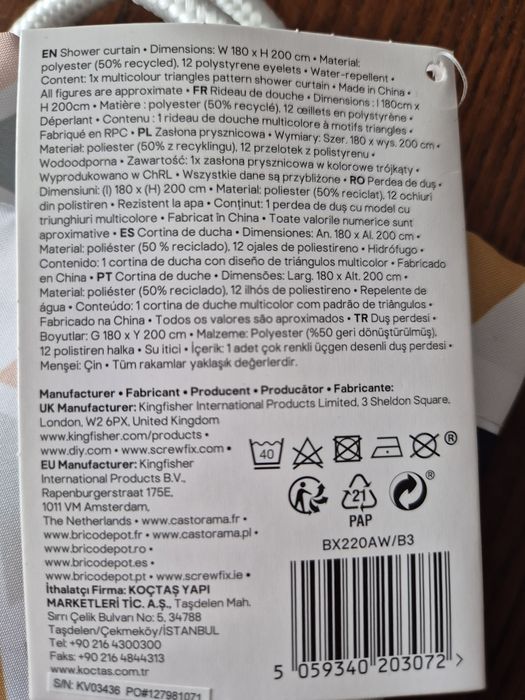 EN Shower curtain • Dimensions: W 180 x H 200 cm • Material:
polyester (50% recycled), 12 polystyrene eyelets • Water-repellent •
Content: 1x multicolour triangles pattern shower curtain • Made in China •
All figures are approximate • FR Rideau de douche • Dimensions : l 180cm x
H 200cm • Matière : polyester (50% recyclé), 12 œillets en polystyrène •
Déperlant • Contenu : 1 rideau de douche multicolore à motifs triangles •
Fabriqué en RPC • PL Zasłona prysznicowa • Wymiary: Szer. 180 x wys. 200 cm •
Materiał: poliester (50% z recyklingu), 12 przelotek z polistyrenu •
Wodoodporna • Zawartość: 1x zasłona prysznicowa w kolorowe trójkąty •
Wyprodukowano w ChRL • Wszystkie dane są przybliżone • RO Perdea de duş •
Dimensiuni: (l) 180 x (H) 200 cm • Material: poliester (50% reciclat), 12 ochiuri
din polistiren • Rezistent la apa • Conţinut: 1 perdea de duş cu model cu
triunghiuri multicolore • Fabricat în China • Toate valorile numerice sunt
aproximative • ES Cortina de ducha • Dimensiones: An. 180 x Al. 200 cm •
Material: poliéster (50 % reciclado), 12 ojales de poliestireno • Hidrófugo •
Contenido: 1 cortina de ducha con diseño de triángulos multicolor • Fabricado
en China • PT Cortina de duche • Dimensões: Larg. 180 x Alt. 200 cm •
Material: poliéster (50% reciclado), 12 ilhós de poliestireno • Repelente de
água • Conteúdo: 1 cortina de duche multicolor com padrão de triângulos •
Fabricado na China • Todos os valores são aproximados • TR Duş perdesi •
Boyutlar: G 180 x Y 200 cm • Malzeme: Polyester (%50 geri dönüştürülmüş),
12 polistiren halka • Su itici • İçerik: 1 adet çok renkli üçgen desenli duş perdesi •
Menşei: Çin • Tüm rakamlar yaklaşık değerlerdir.
Manufacturer • Fabricant • Producent • Producător • Fabricante:
UK Manufacturer: Kingfisher International Products Limited, 3 Sheldon Square,
London, W2 6PX, United Kingdom
www.kingfisher.com/products •
www.diy.com • www.screwfix.com •
EU Manufacturer: Kingfisher
International Products B.V.,
Rapenburgerstraat 175E,
1011 VM Amsterdam,
The Netherlands • www.castorama.fr •
www.bricodepot.fr • www.castorama.pl •
www.bricodepot.ro •
www.bricodepot.es •
www.bricodepot.pt • www.screwfix.ie •
İthalatçı Firma: KOÇTAŞ YAPI
MARKETLERİ TİC. A.Ş., Taşdelen Mah.
Sırrı Çelik Bulvarı No: 5, 34788
Taşdelen/Çekmeköy/İSTANBUL
Tel: +90 216 4300300
Faks: +90 216 4844313
www.koctas.com
S/N: KV03436 PO#127981071
40
®
21
PAP
®
BX220AW/B3
5 059340 203072 >